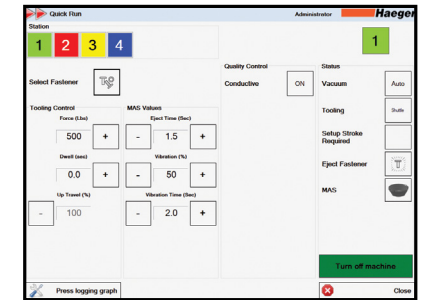 Quick Run
Administrator
Haeger
Station
1 2 3 4
1
Select Fastener
Quality Control
Conductive ON
Status
Vacuum Auto
Tooling Shuttle
Setup Stroke
Required
Eject Fastener
MAS
Tooling Control
Force (Lbs)
500 +
Dwell (sec)
0.0 +
Up Travel (%)
- 100
MAS Values
Eject Time (Sec)
- 1.5 +
Vibration (%)
- 50 +
Vibration Time (Sec)
- 2.0 +
Turn off machine
Press logging graph
Close